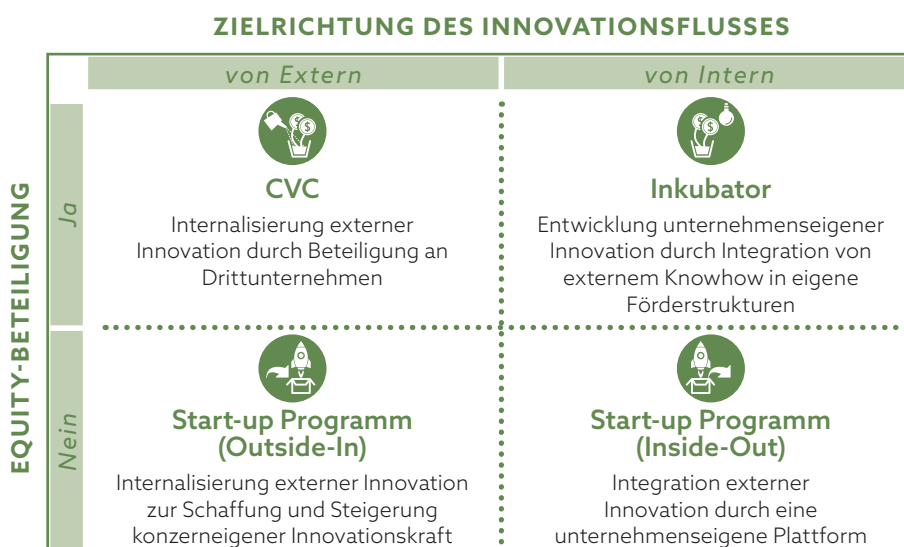 ZIELRICHTUNG DES INNOVATIONSFLUSSES
von Extern
von Intern
EQUITY-BETEILIGUNG
Ja
CVC
Internalisierung externer
Innovation durch Beteiligung an
Drittunternehmen
Inkubator
Entwicklung unternehmenseigener
Innovation durch Integration von
externem Knowhow in eigene
Förderstrukturen
Nein
Start-up Programm
(Outside-In)
Internalisierung externer Innovation
zur Schaffung und Steigerung
konzerneigener Innovationskraft
Start-up Programm
(Inside-Out)
Integration externer
Innovation durch eine
unternehmenseigene Plattform